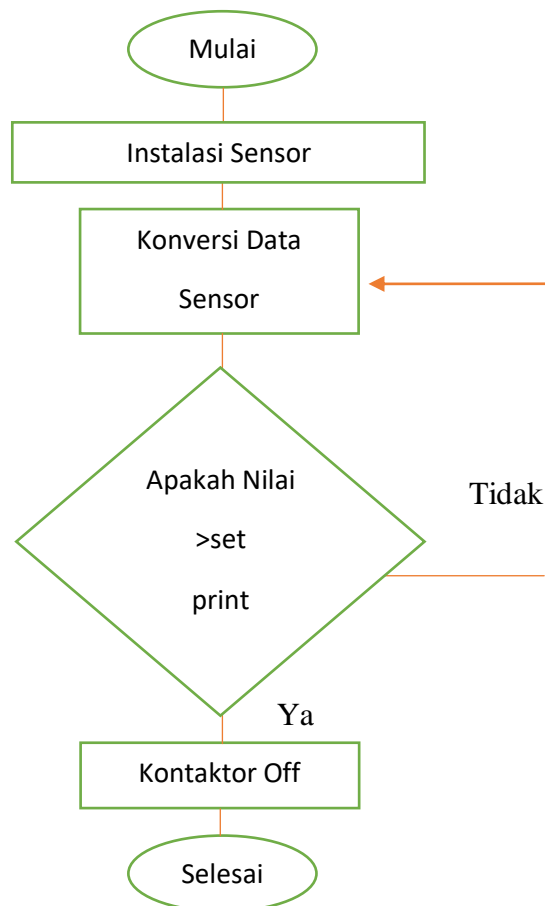 Mulai
Instalasi Sensor
Konversi Data
Sensor
Apakah Nilai
>set
print
Tidak
Ya
Kontaktor Off
Selesai